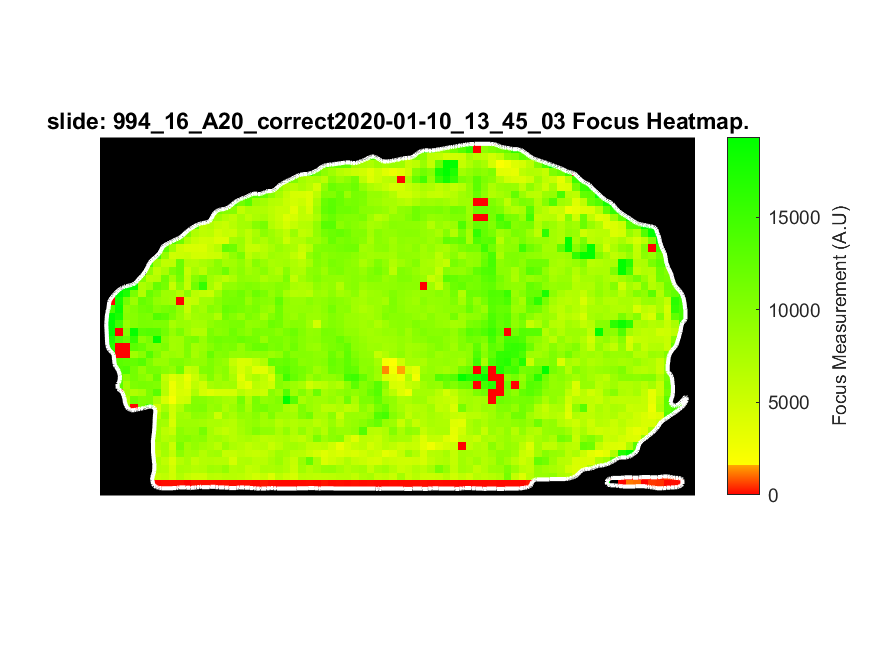 slide: 994_16_A20_correct2020-01-10_13_45_03 Focus Heatmap.
15000
10000
5000
0
Focus Measurement (A.U)